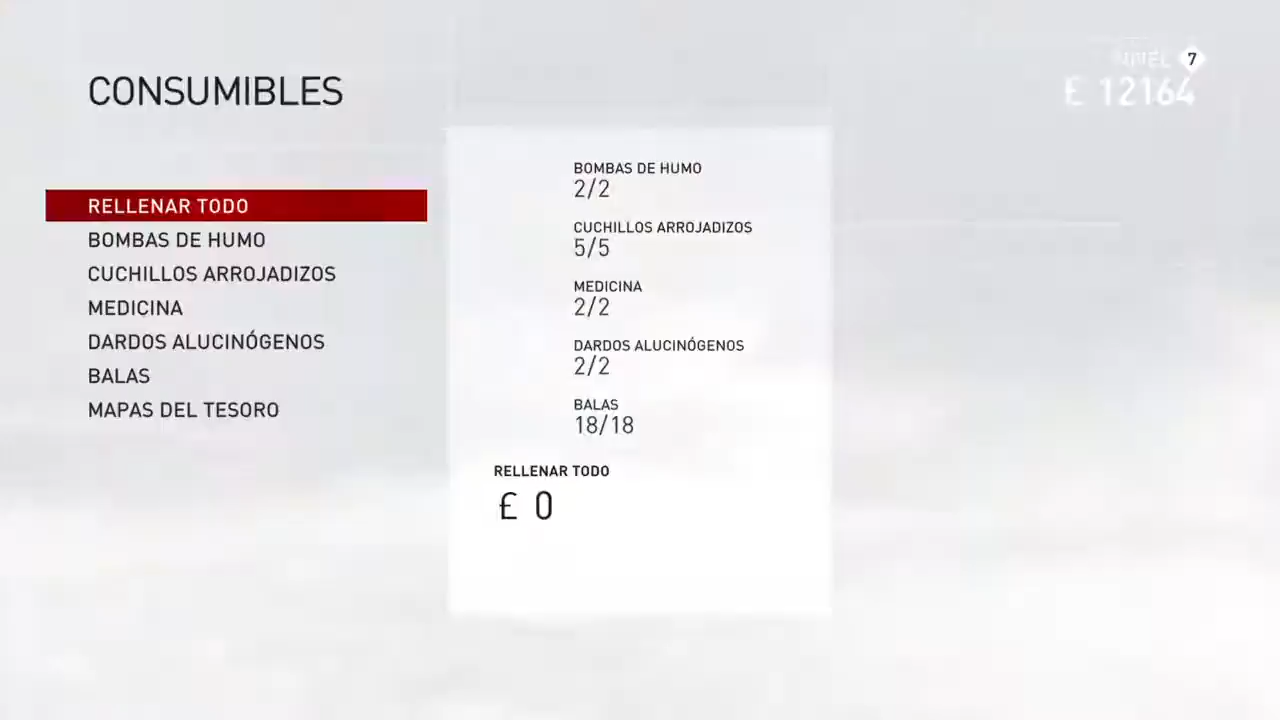 CONSUMIBLES
NIVEL 7
£ 12164
RELLENAR TODO
BOMBAS DE HUMO
CUCHILLOS ARROJADIZOS
MEDICINA
DARDOS ALUCINÓGENOS
BALAS
MAPAS DEL TESORO
BOMBAS DE HUMO
2/2
CUCHILLOS ARROJADIZOS
5/5
MEDICINA
2/2
DARDOS ALUCINÓGENOS
2/2
BALAS
18/18
RELLENAR TODO
£ 0